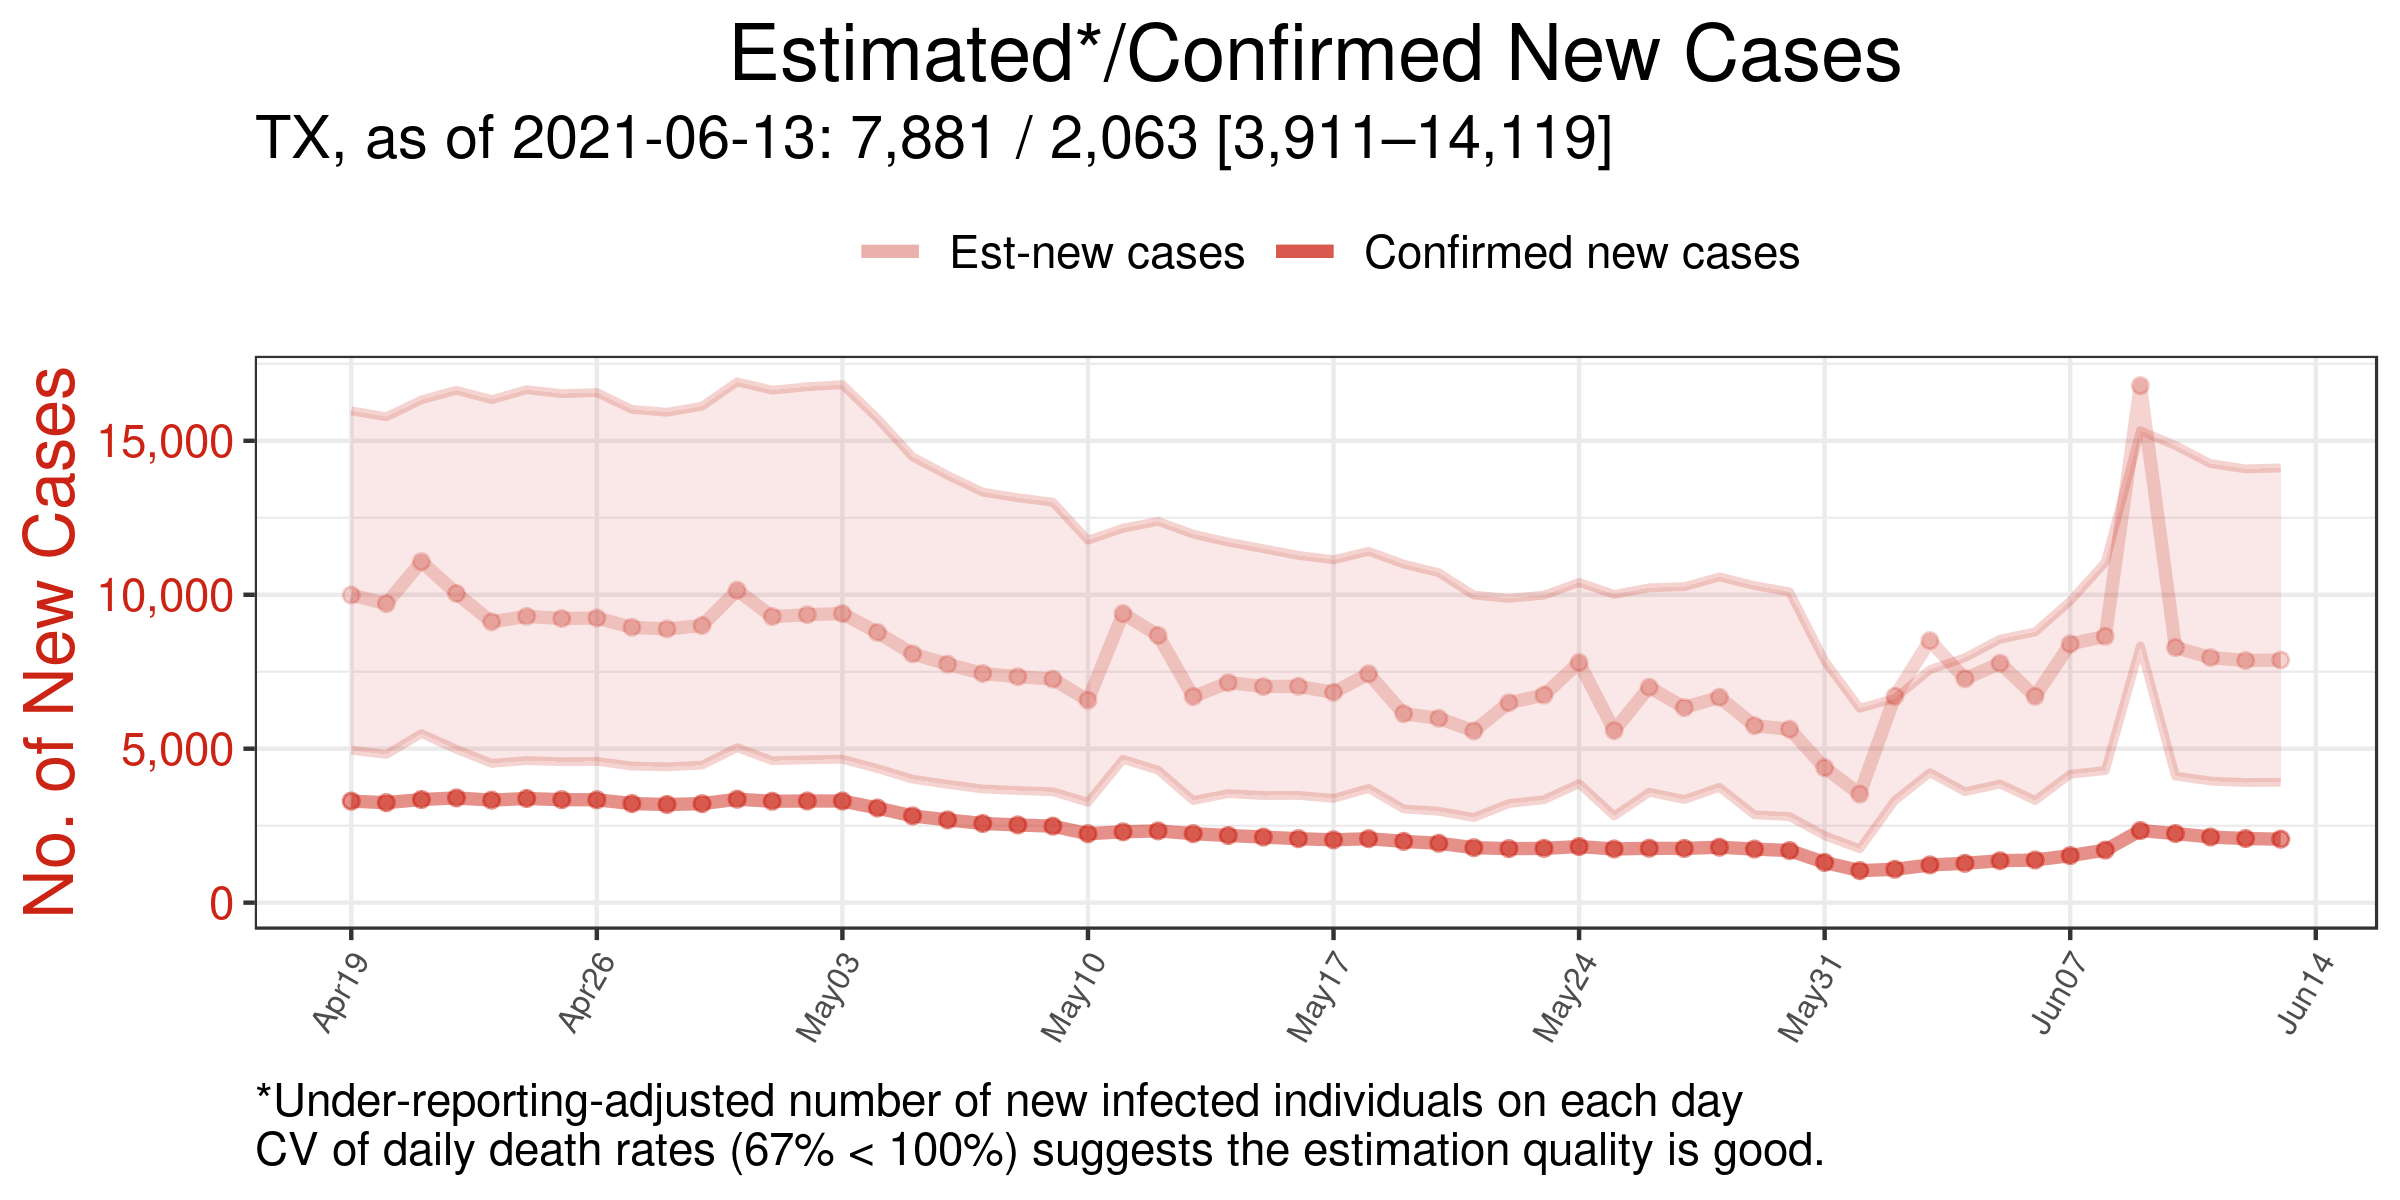 Estimated*/Confirmed New Cases
TX, as of 2021-06-13: 7,881 / 2,063 [3,911–14,119]
Est-new cases
Confirmed new cases
No. of New Cases
15,000
10,000
5,000
0
Apr19
Apr26
May03
May10
May17
May24
May31
Jun07
Jun14
*Under-reporting-adjusted number of new infected individuals on each day
CV of daily death rates (67% < 100%) suggests the estimation quality is good.